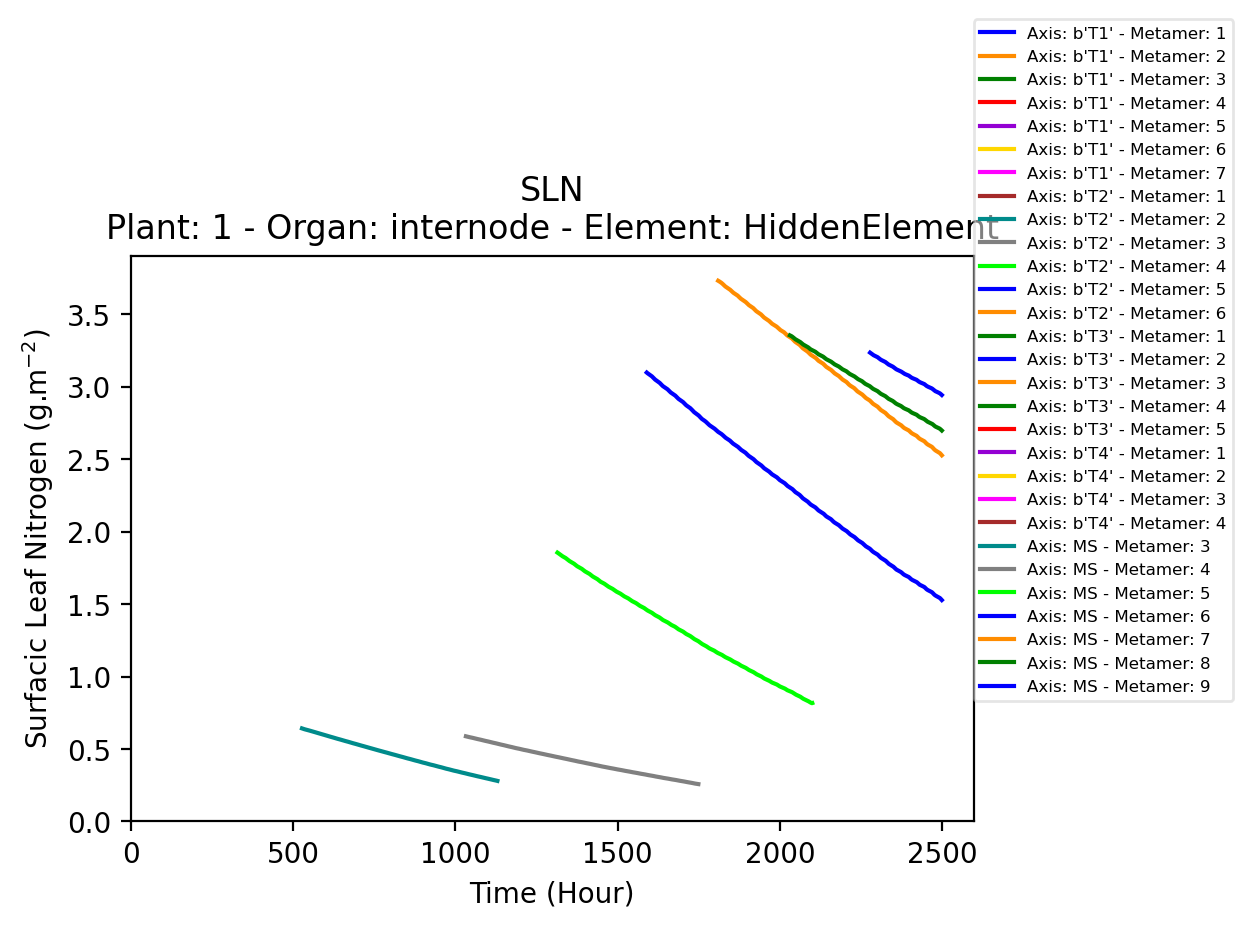 SLN
Plant: 1 - Organ: internode - Element: HiddenElement
Surfacic Leaf Nitrogen (g.m⁻²)
3.5
3.0
2.5
2.0
1.5
1.0
0.5
0.0
0 500 1000 1500 2000 2500
Time (Hour)
Axis: b'T1' - Metamer: 1
Axis: b'T1' - Metamer: 2
Axis: b'T1' - Metamer: 3
Axis: b'T1' - Metamer: 4
Axis: b'T1' - Metamer: 5
Axis: b'T1' - Metamer: 6
Axis: b'T1' - Metamer: 7
Axis: b'T2' - Metamer: 1
Axis: b'T2' - Metamer: 2
Axis: b'T2' - Metamer: 3
Axis: b'T2' - Metamer: 4
Axis: b'T2' - Metamer: 5
Axis: b'T2' - Metamer: 6
Axis: b'T3' - Metamer: 1
Axis: b'T3' - Metamer: 2
Axis: b'T3' - Metamer: 3
Axis: b'T3' - Metamer: 4
Axis: b'T3' - Metamer: 5
Axis: b'T4' - Metamer: 1
Axis: b'T4' - Metamer: 2
Axis: b'T4' - Metamer: 3
Axis: b'T4' - Metamer: 4
Axis: MS - Metamer: 3
Axis: MS - Metamer: 4
Axis: MS - Metamer: 5
Axis: MS - Metamer: 6
Axis: MS - Metamer: 7
Axis: MS - Metamer: 8
Axis: MS - Metamer: 9